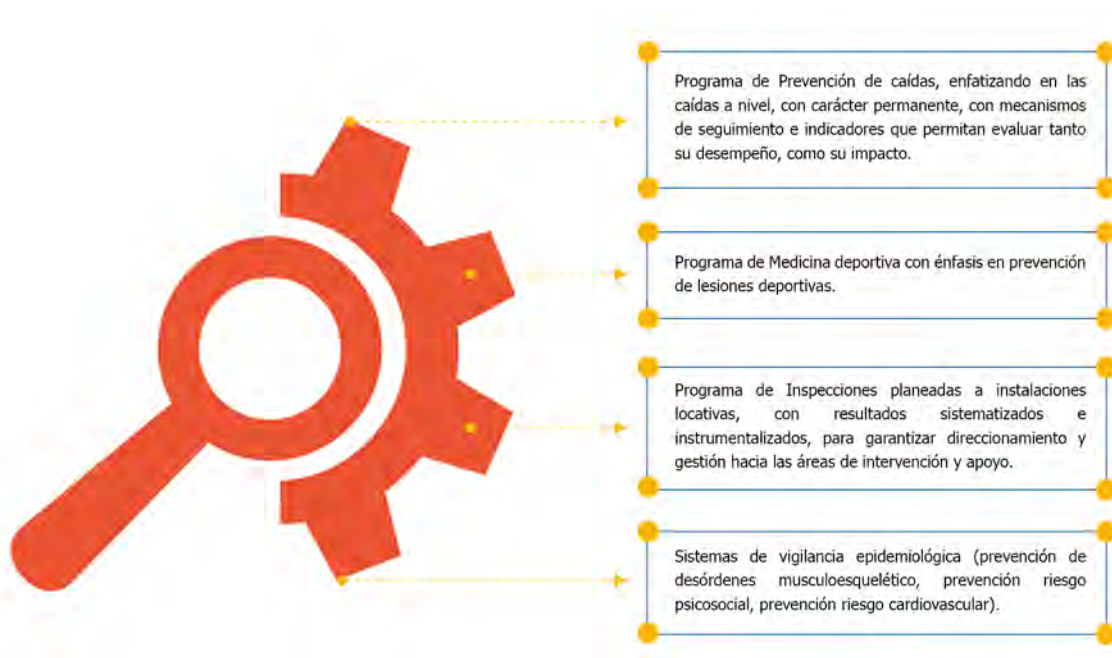 Programa de Prevención de caídas, enfatizando en las
caídas a nivel, con carácter permanente, con mecanismos
de seguimiento e indicadores que permitan evaluar tanto
su desempeño, como su impacto.
Programa de Medicina deportiva con énfasis en prevención
de lesiones deportivas.
Programa de Inspecciones planeadas a instalaciones
locativas, con resultados sistematizados e
instrumentalizados, para garantizar direccionamiento y
gestión hacia las áreas de intervención y apoyo.
Sistemas de vigilancia epidemiológica (prevención de
desórdenes musculoesquelético, prevención riesgo
psicosocial, prevención riesgo cardiovascular).